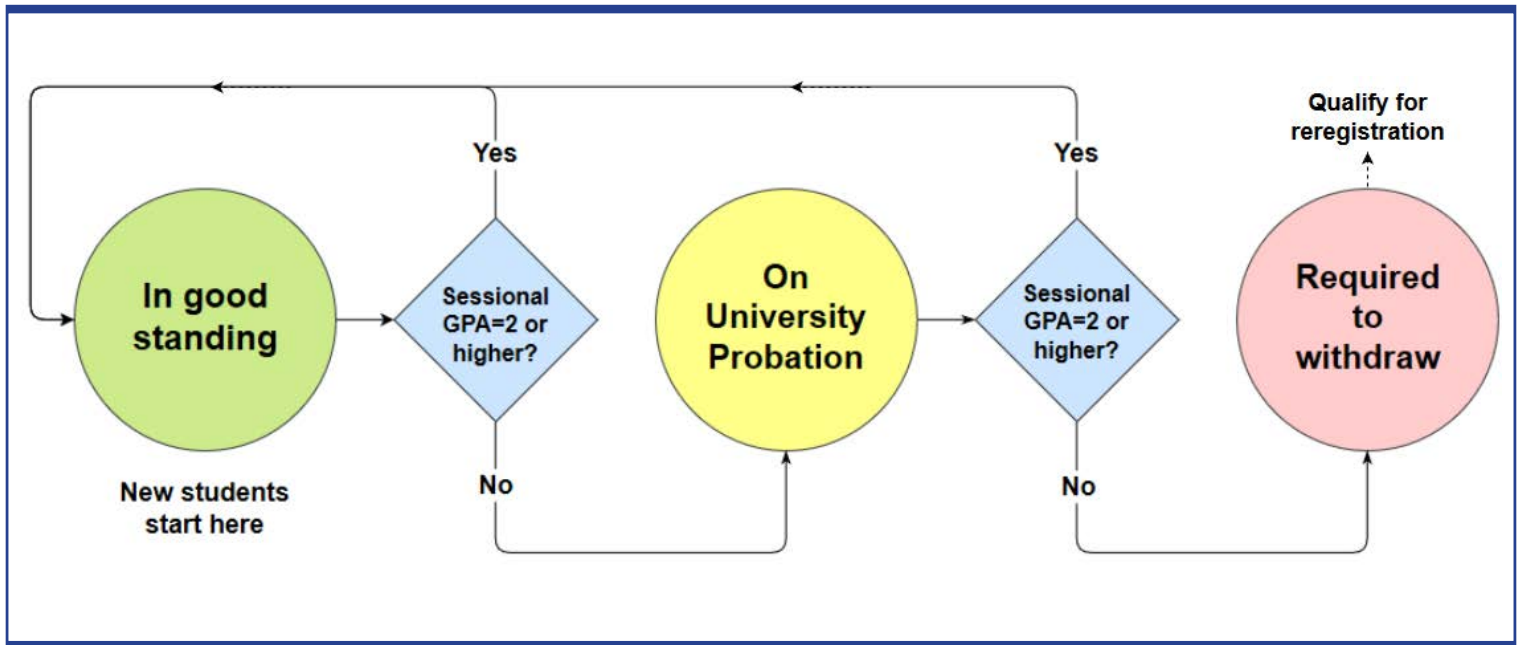 In good
standing
New students
start here
Yes
Sessional
GPA=2 or
higher?
No
On
University
Probation
Yes
Sessional
GPA=2 or
higher?
No
Qualify for
reregistration
Required
to
withdraw